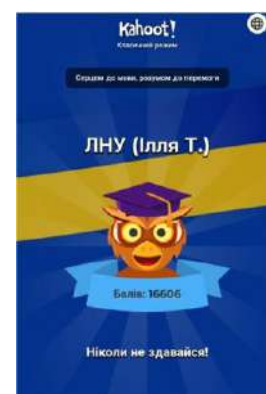 Kahoot!
Класичний режим
Серцем до мови, розумом до перемоги
ЛНУ (Ілля Т.)
Балів: 16606
Ніколи не здавайся!